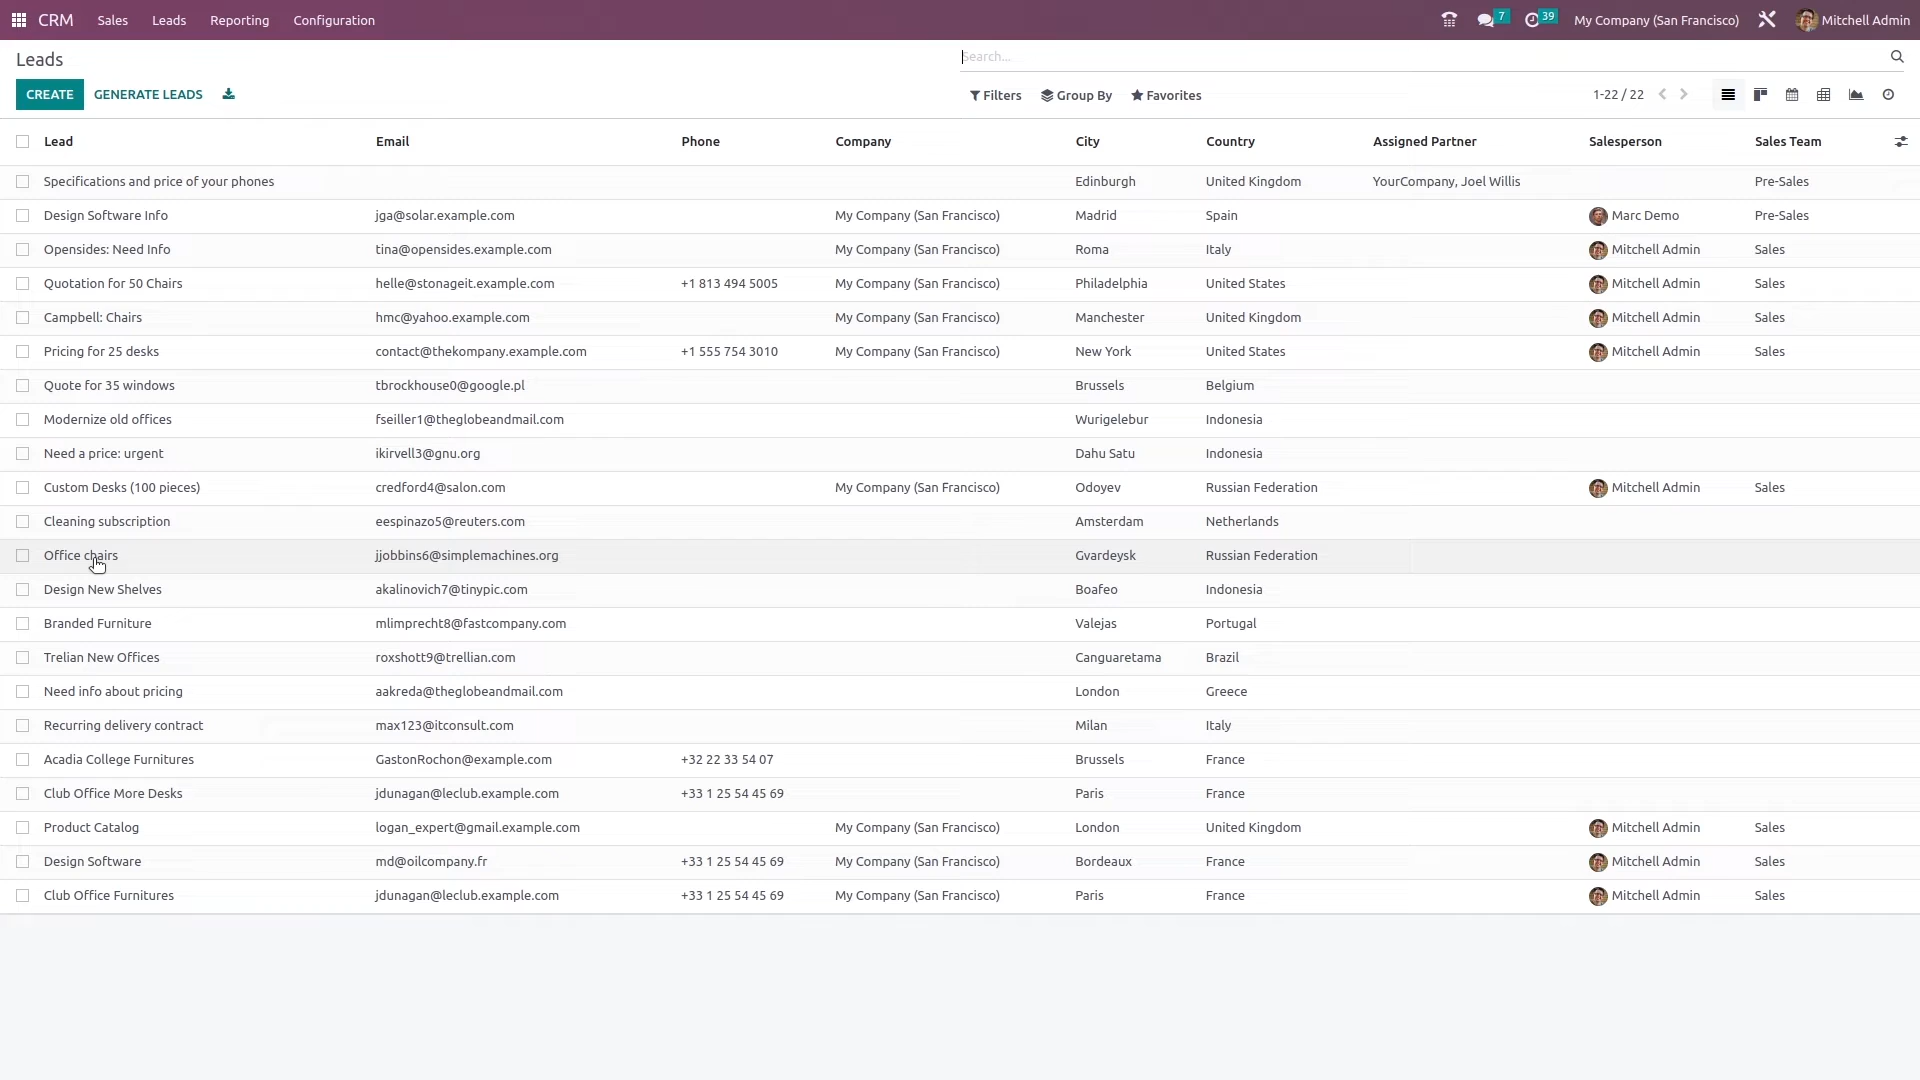 CRM Sales Leads Reporting Configuration 7 39 My Company (San Francisco) Mitchell Admin
Leads Search...
CREATE GENERATE LEADS Filters Group By Favorites 1-22 / 22
Lead Email Phone Company City Country Assigned Partner Salesperson Sales Team
Specifications and price of your phones Edinburgh United Kingdom YourCompany, Joel Willis Pre-Sales
Design Software Info jga@solar.example.com My Company (San Francisco) Madrid Spain Marc Demo Pre-Sales
Opensides: Need Info tina@opensides.example.com My Company (San Francisco) Roma Italy Mitchell Admin Sales
Quotation for 50 Chairs helle@stonageit.example.com +1 813 494 5005 My Company (San Francisco) Philadelphia United States Mitchell Admin Sales
Campbell: Chairs hmc@yahoo.example.com My Company (San Francisco) Manchester United Kingdom Mitchell Admin Sales
Pricing for 25 desks contact@thekompany.example.com +1 555 754 3010 My Company (San Francisco) New York United States Mitchell Admin Sales
Quote for 35 windows tbrockhouse0@google.pl Brussels Belgium
Modernize old offices fseiller1@theglobeandmail.com Wurigelebur Indonesia
Need a price: urgent ikirvell3@gnu.org Dahu Satu Indonesia
Custom Desks (100 pieces) credford4@salon.com My Company (San Francisco) Odoyev Russian Federation Mitchell Admin Sales
Cleaning subscription eespinazo5@reuters.com Amsterdam Netherlands
Office chairs jjobbins6@simplemachines.org Gvardeysk Russian Federation
Design New Shelves akalinovich7@tinypic.com Boafeo Indonesia
Branded Furniture mlimprecht8@fastcompany.com Valejas Portugal
Trelian New Offices roxshott9@trellian.com Canguaretama Brazil
Need info about pricing aakreda@theglobeandmail.com London Greece
Recurring delivery contract max123@itconsult.com Milan Italy
Acadia College Furnitures GastonRochon@example.com +32 22 33 54 07 Brussels France
Club Office More Desks jdunagan@leclub.example.com +33 1 25 54 45 69 Paris France
Product Catalog logan_expert@gmail.example.com My Company (San Francisco) London United Kingdom Mitchell Admin Sales
Design Software md@oilcompany.fr +33 1 25 54 45 69 My Company (San Francisco) Bordeaux France Mitchell Admin Sales
Club Office Furnitures jdunagan@leclub.example.com +33 1 25 54 45 69 My Company (San Francisco) Paris France Mitchell Admin Sales